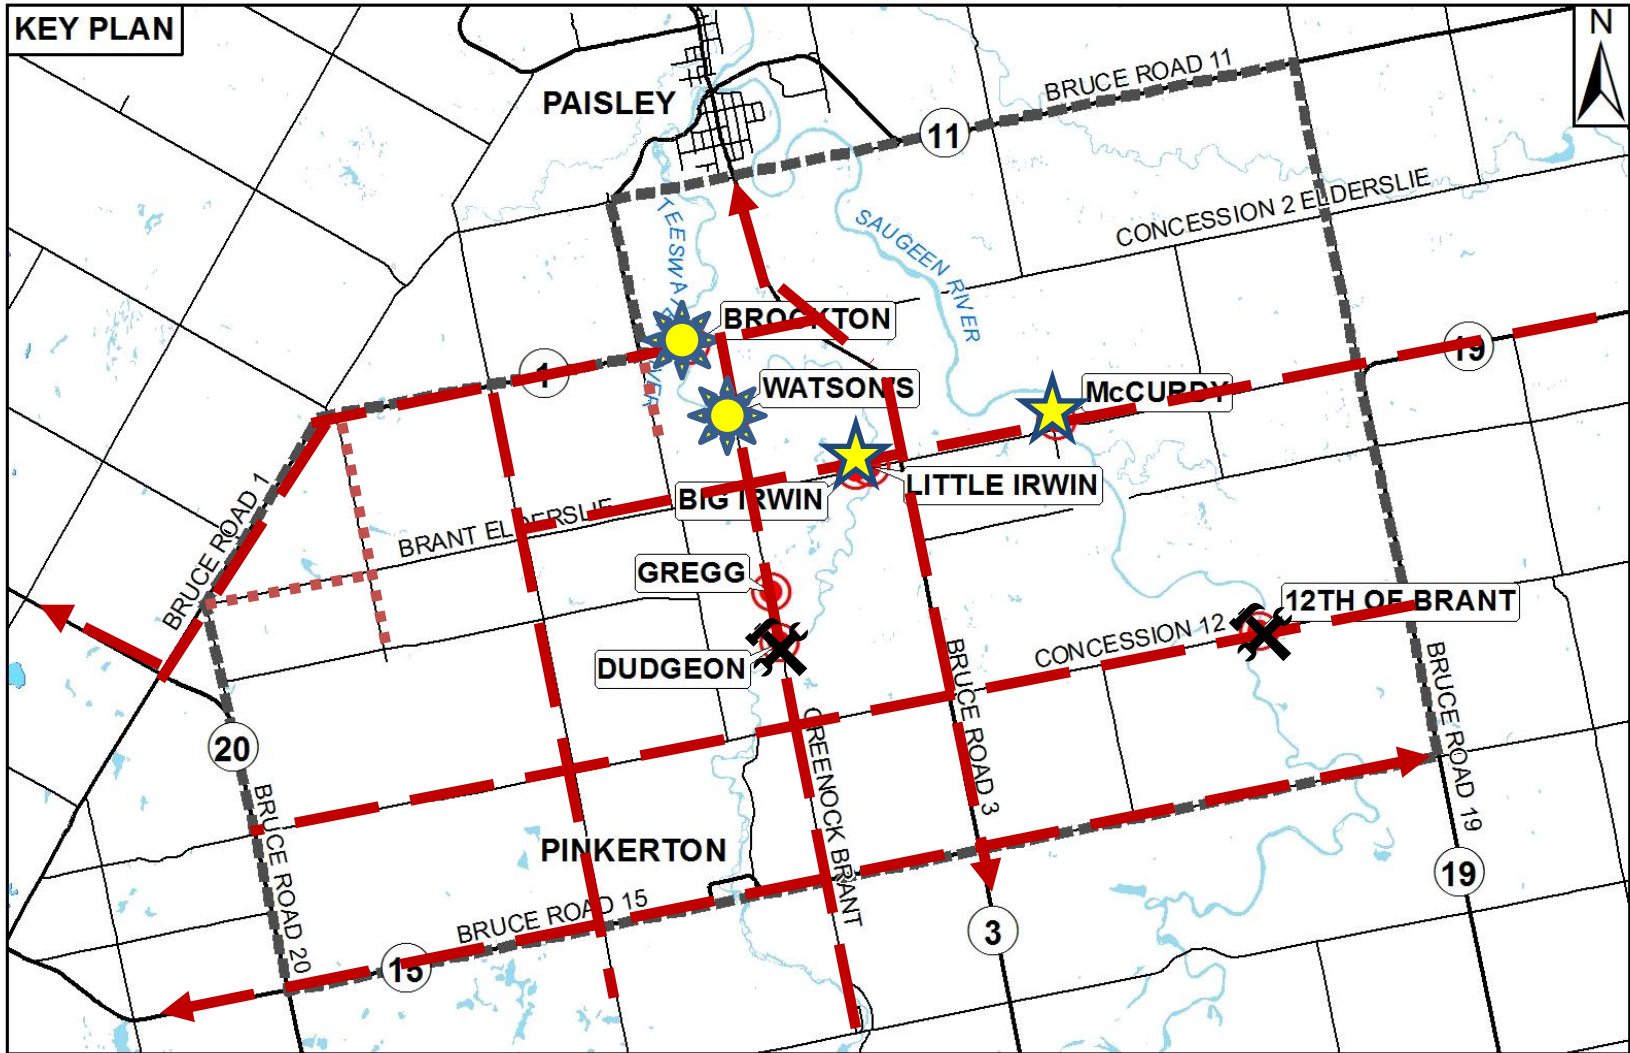 KEY PLAN
N
PAISLEY
BRUCE ROAD 11
11
CONCESSION 2 ELDERSLIE
TEESWATER RIVER
SAUGEEN RIVER
BROCKTON
19
1
WATSON'S
McCURDY
BIG IRWIN
LITTLE IRWIN
BRUCE ROAD 1
BRANT ELDERSLIE
GREGG
12TH OF BRANT
DUDGEON
CONCESSION 12
BRUCE ROAD 3
BRUCE ROAD 19
20
GREENOCK BRANT
BRUCE ROAD 20
PINKERTON
19
BRUCE ROAD 15
3
15